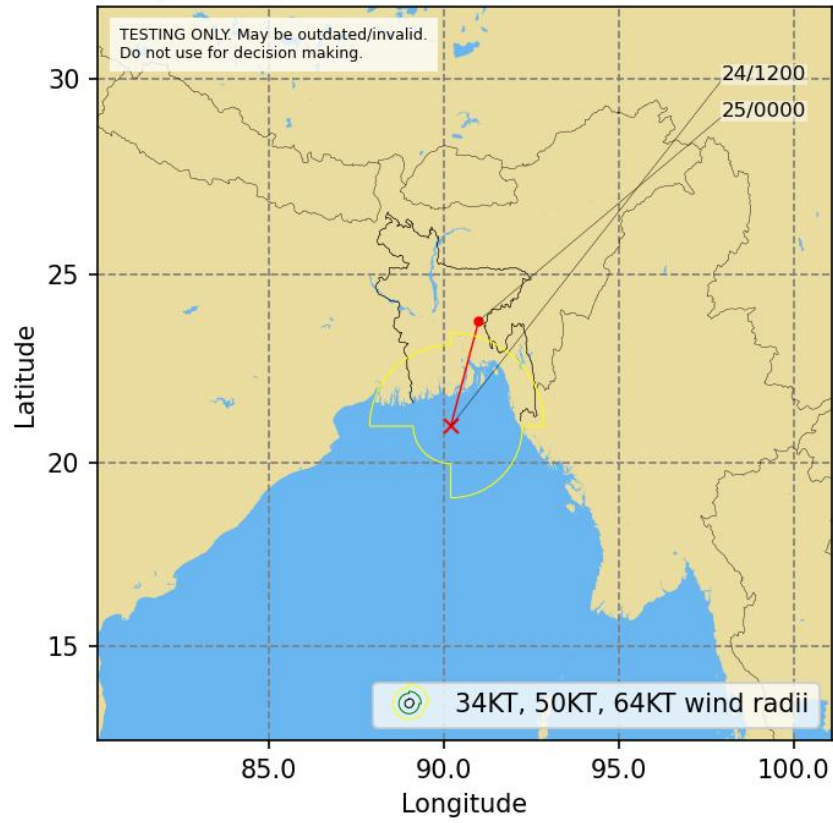 TESTING ONLY. May be outdated/invalid.
Do not use for decision making.
24/1200
25/0000
30
25
20
15
Latitude
34KT, 50KT, 64KT wind radii
85.0
90.0
95.0
100.0
Longitude